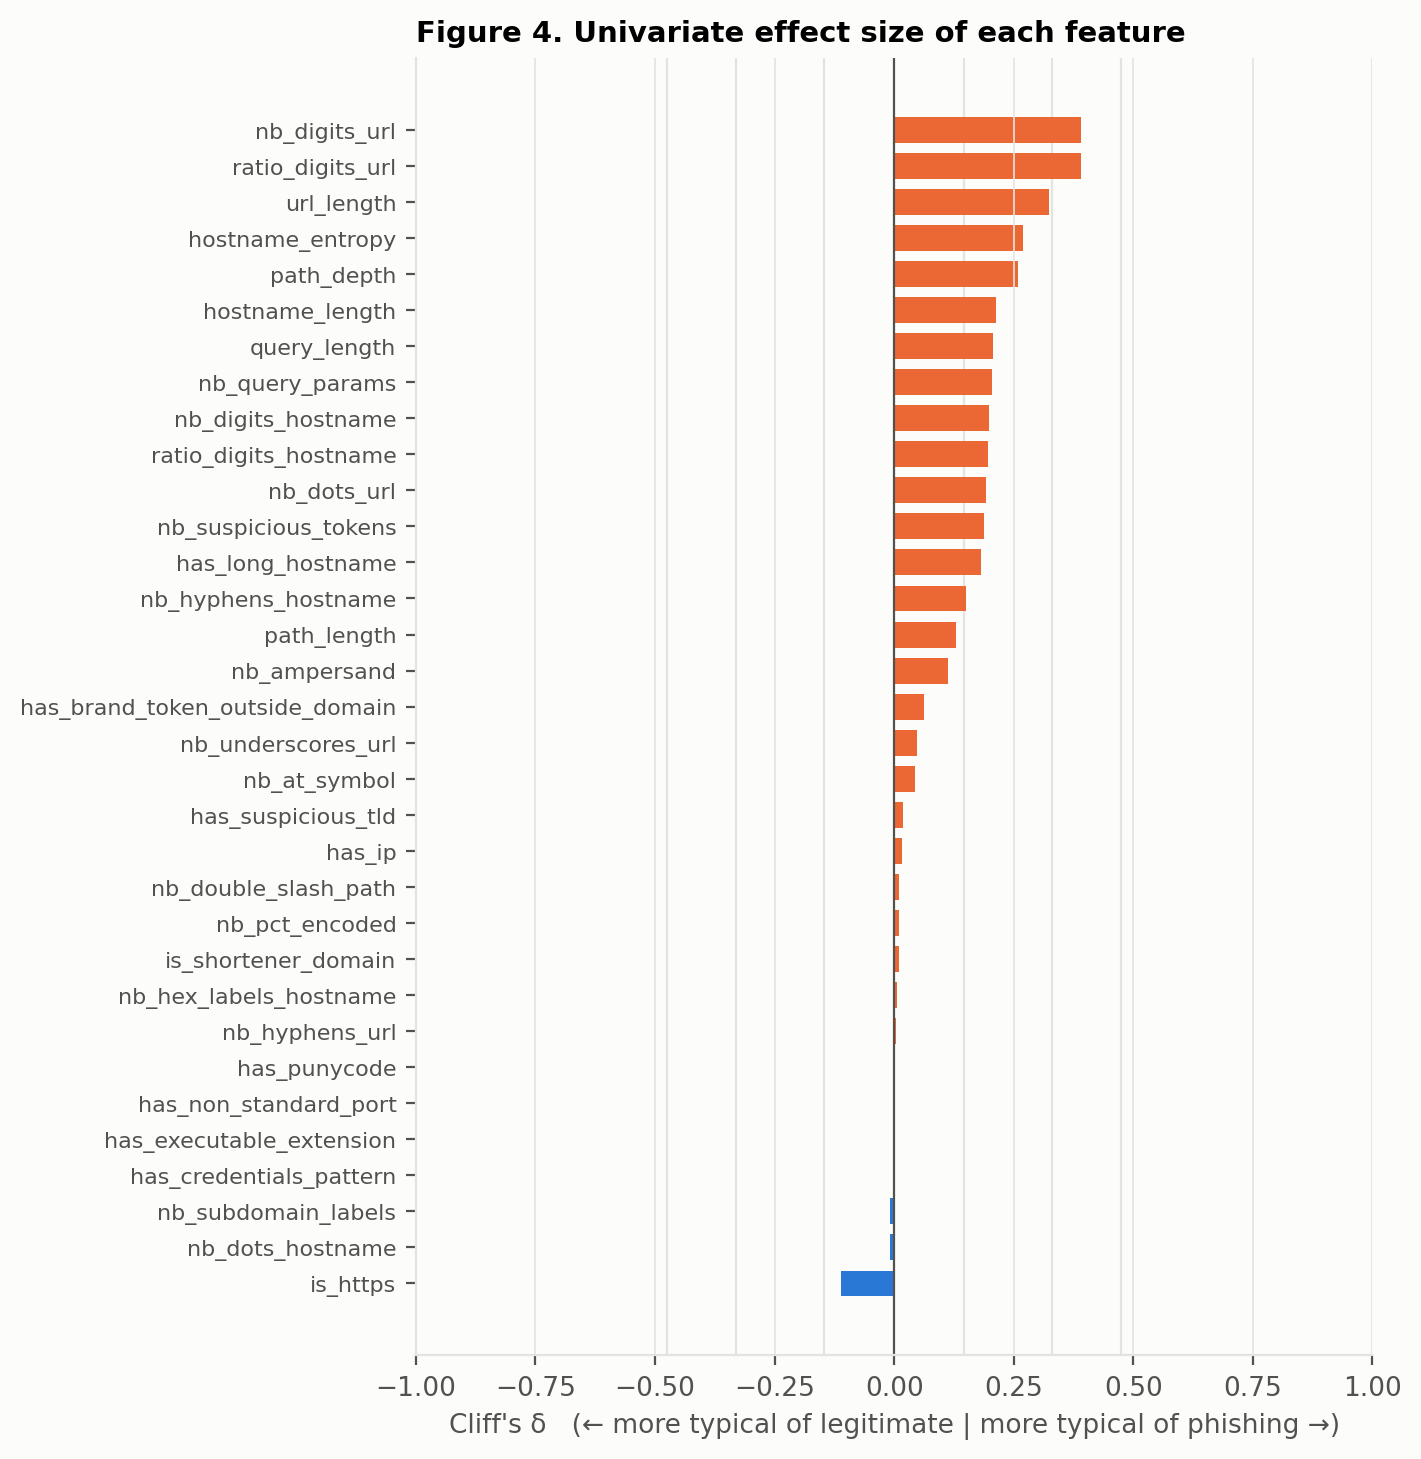 Figure 4. Univariate effect size of each feature
nb_digits_url
ratio_digits_url
url_length
hostname_entropy
path_depth
hostname_length
query_length
nb_query_params
nb_digits_hostname
ratio_digits_hostname
nb_dots_url
nb_suspicious_tokens
has_long_hostname
nb_hyphens_hostname
path_length
nb_ampersand
has_brand_token_outside_domain
nb_underscores_url
nb_at_symbol
has_suspicious_tld
has_ip
nb_double_slash_path
nb_pct_encoded
is_shortener_domain
nb_hex_labels_hostname
nb_hyphens_url
has_punycode
has_non_standard_port
has_executable_extension
has_credentials_pattern
nb_subdomain_labels
nb_dots_hostname
is_https
−1.00 −0.75 −0.50 −0.25 0.00 0.25 0.50 0.75 1.00
Cliff's δ (← more typical of legitimate | more typical of phishing →)